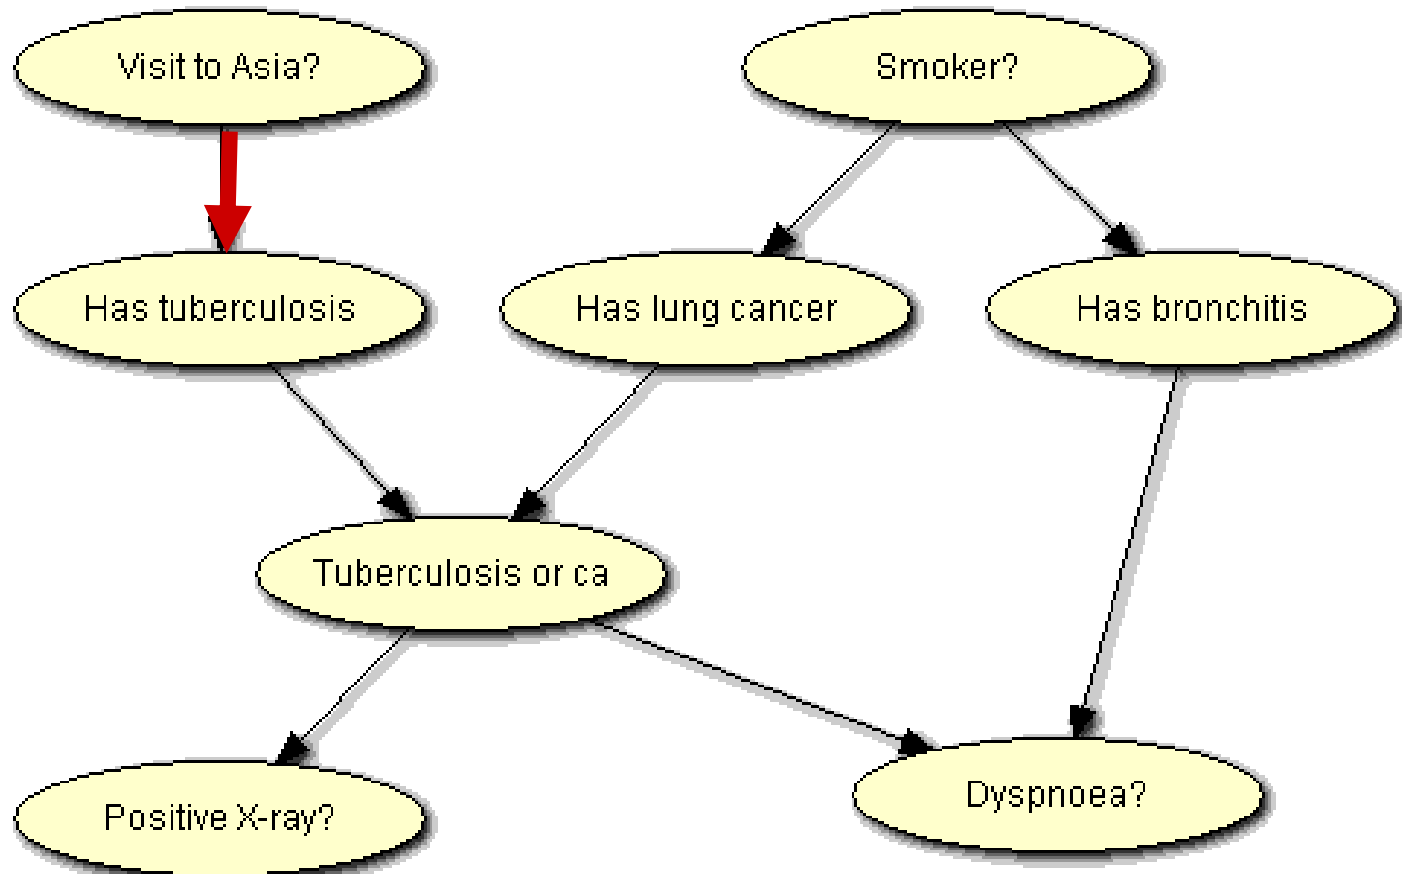 Visit to Asia?
Smoker?
Has tuberculosis
Has lung cancer
Has bronchitis
Tuberculosis or ca
Dyspnoea?
Positive X-ray?